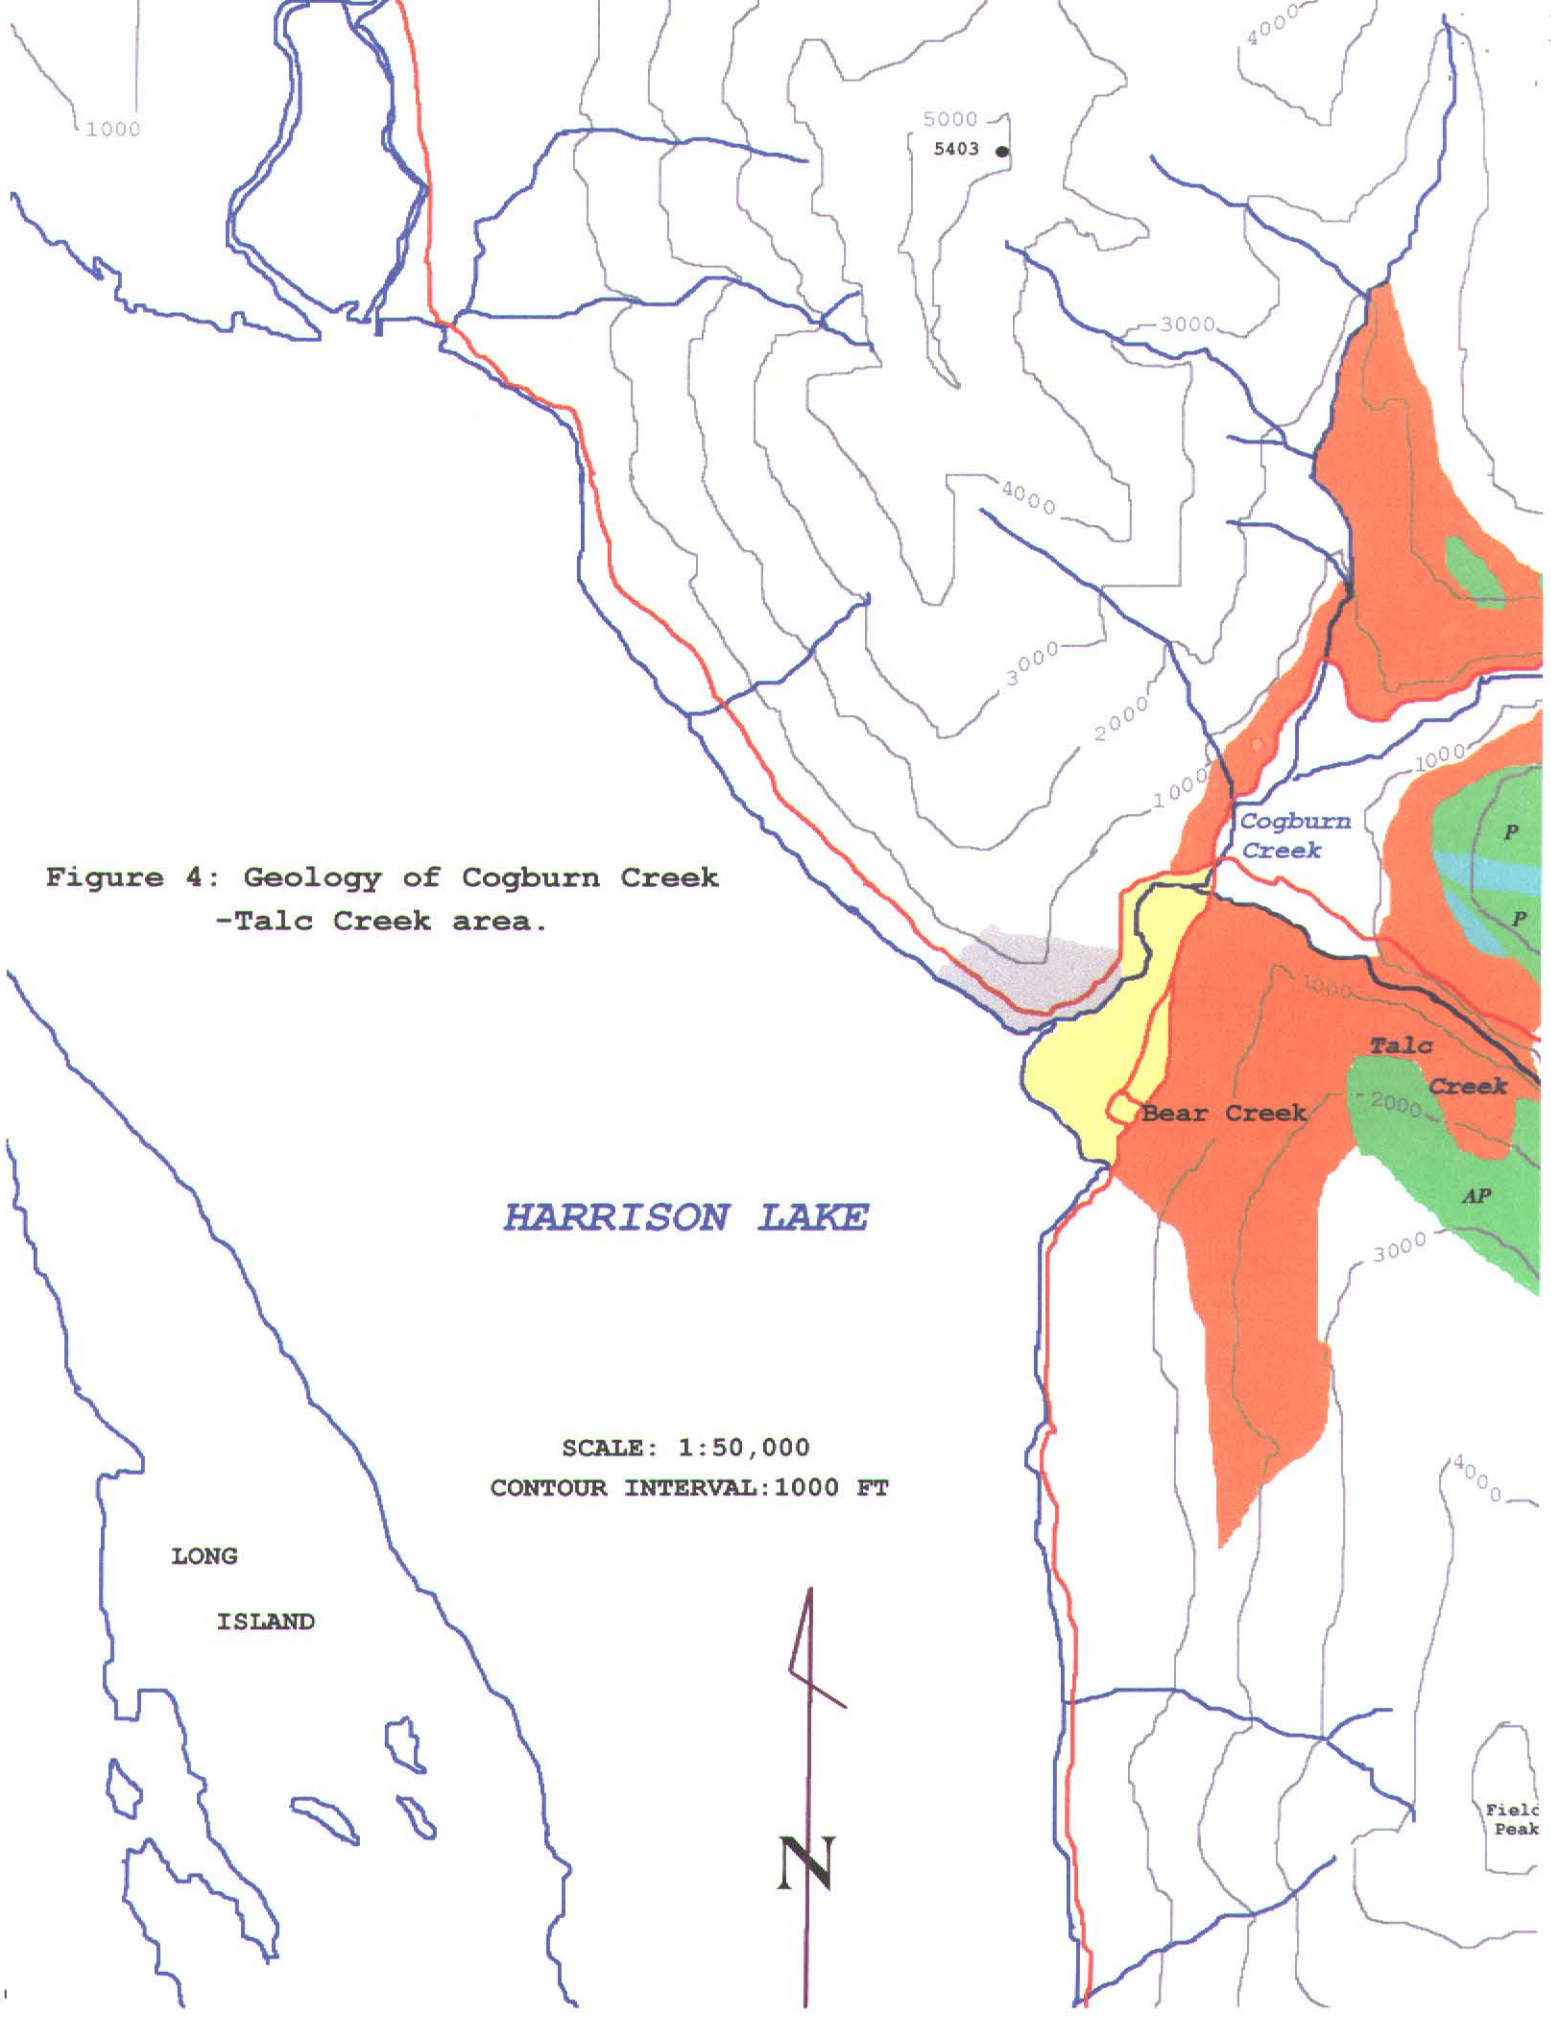 4000
1000
5000
5403
3000
4000
3000
2000
1000
1000
Cogburn
Creek
P
P
Figure 4: Geology of Cogburn Creek
-Talc Creek area.
1000
Talc
Creek
2000
Bear Creek
AP
HARRISON LAKE
3000
SCALE: 1:50,000
CONTOUR INTERVAL:1000 FT
4000
LONG
ISLAND
Field
Peak
N